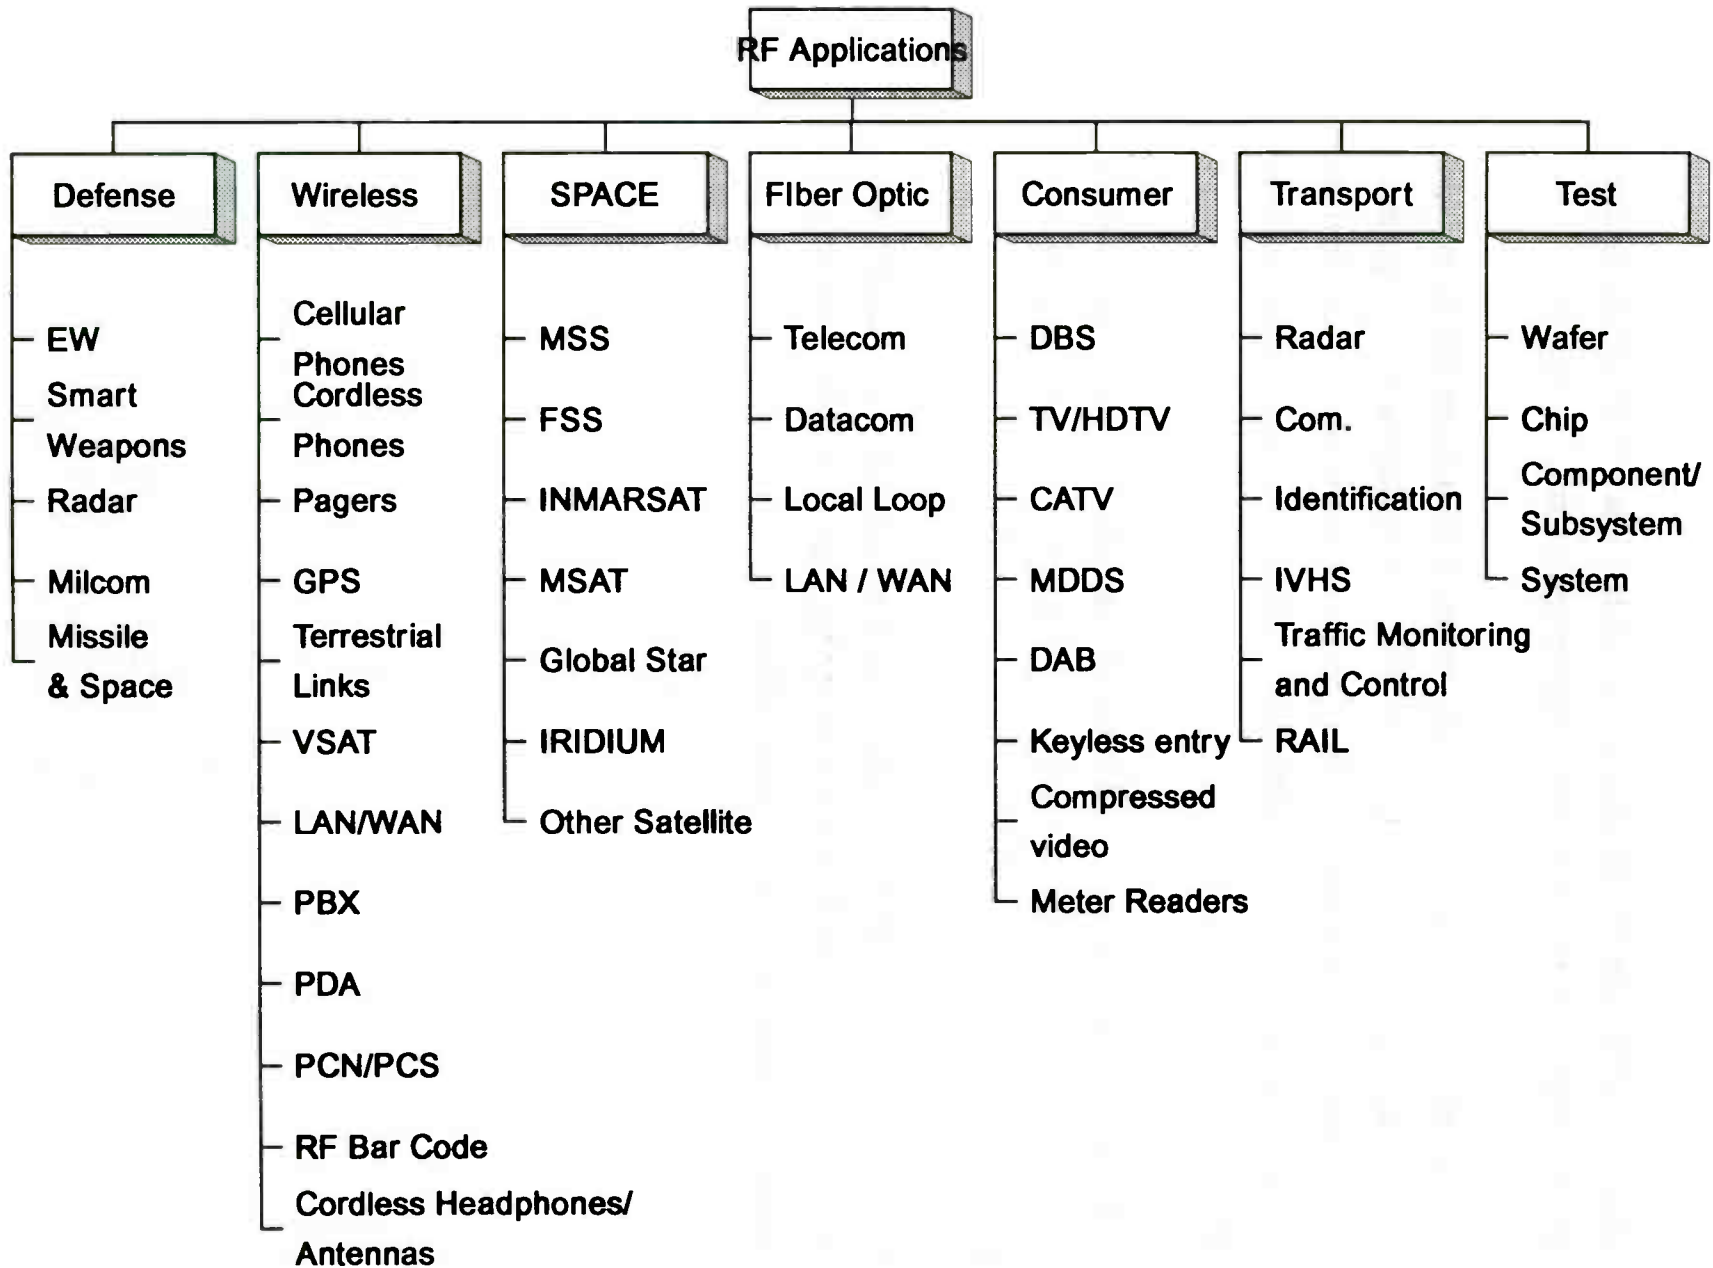 RF Applications
Defense
EW
Smart
Weapons
Radar
Milcom
Missile
& Space
Wireless
Cellular
Phones
Cordless
Phones
Pagers
GPS
Terrestrial
Links
VSAT
LAN/WAN
PBX
PDA
PCN/PCS
RF Bar Code
Cordless Headphones/
Antennas
SPACE
MSS
FSS
INMARSAT
MSAT
Global Star
IRIDIUM
Other Satellite
FIber Optic
Telecom
Datacom
Local Loop
LAN / WAN
Consumer
DBS
TV/HDTV
CATV
MDDS
DAB
Keyless entry
Compressed
video
Meter Readers
Transport
Radar
Com.
Identification
IVHS
Traffic Monitoring
and Control
RAIL
Test
Wafer
Chip
Component/
Subsystem
System